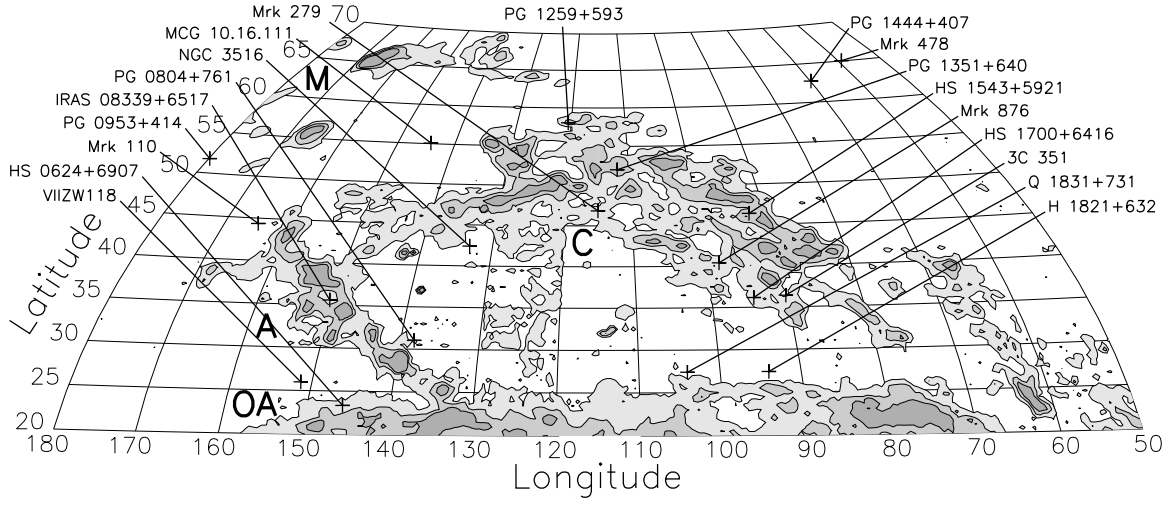 Mrk 279
MCG 10.16.111
NGC 3516
PG 0804+761
IRAS 08339+6517
PG 0953+414
Mrk 110
HS 0624+6907
VIIZW118
PG 1259+593
PG 1444+407
Mrk 478
PG 1351+640
HS 1543+5921
Mrk 876
HS 1700+6416
3C 351
Q 1831+731
H 1821+632
70
65
60
55
50
45
40
35
30
25
20
Latitude
M
C
A
OA
180 170 160 150 140 130 120 110 100 90 80 70 60 50
Longitude